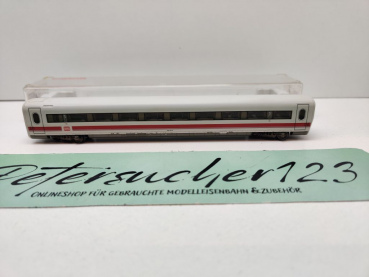 Petersucher123
ONLINESHOP FÜR GEBRAUCHTE MODELLEISENBAHN & ZUBEHÖR